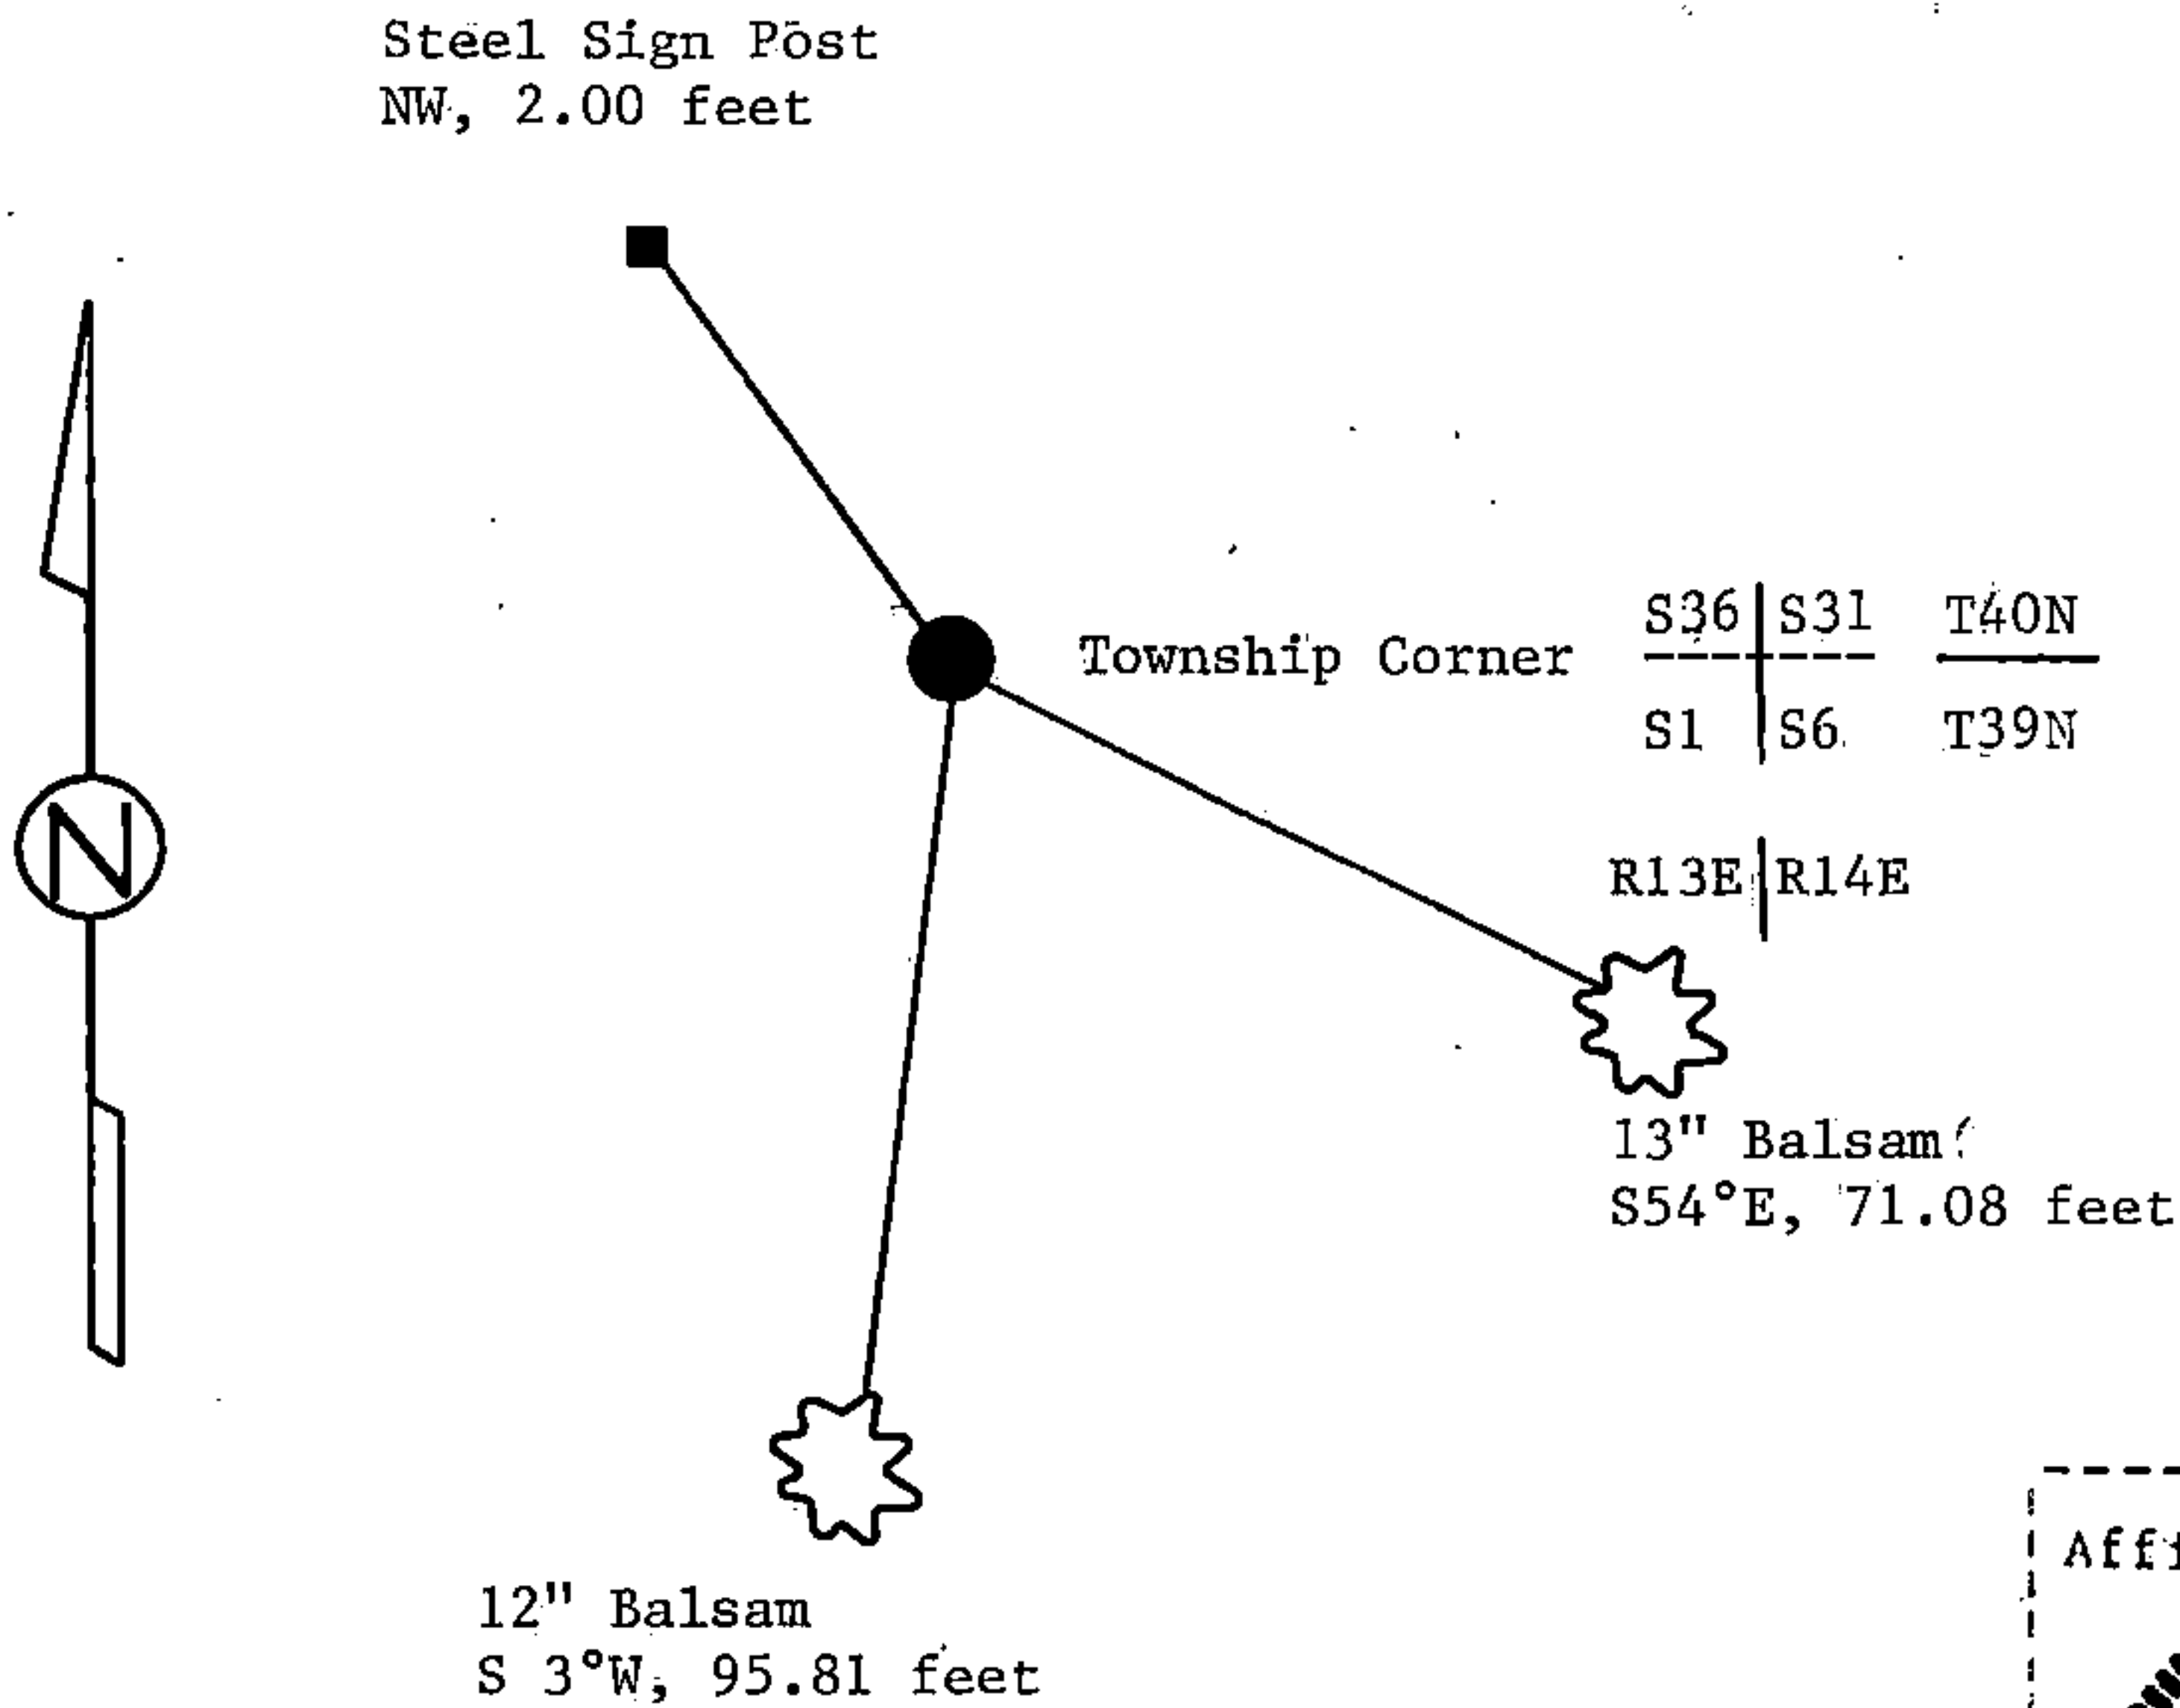 Steel Sign Post
NW, 2.00 feet
S36 S31 T40N
Township Corner
S1 S6 T39N
N
R13E R14E
13" Balsam
S54°E, 71.08 feet
12" Balsam
S 3°W, 95.81 feet